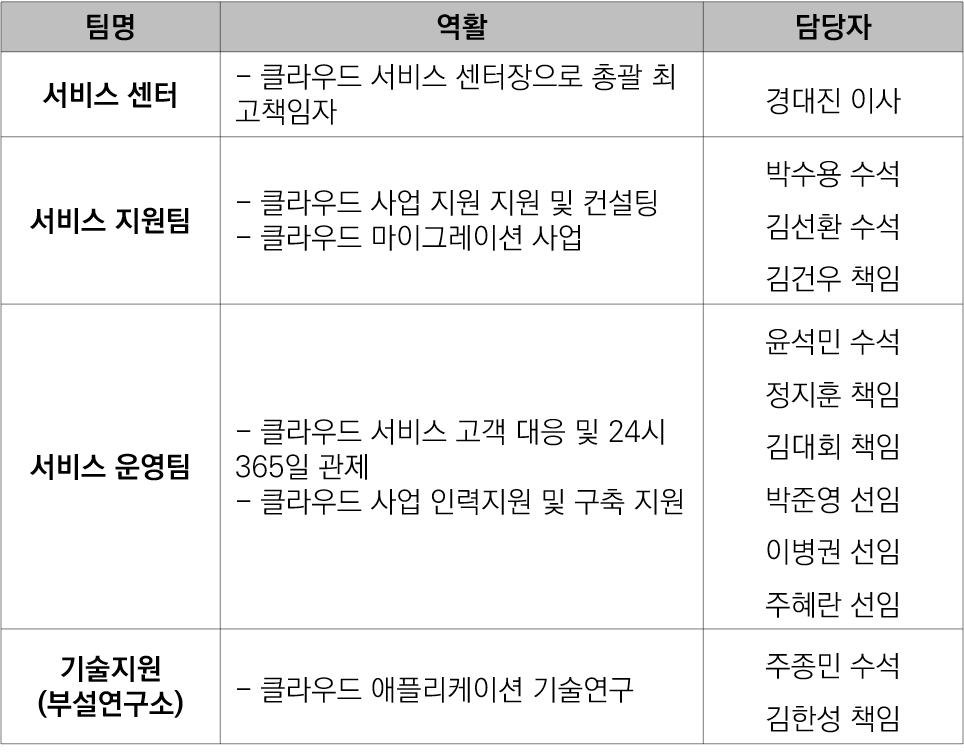 팀명 역활 담당자
서비스 센터
- 클라우드 서비스 센터장으로 총괄 최
고책임자
경대진 이사
서비스 지원팀
- 클라우드 사업 지원 지원 및 컨설팅
- 클라우드 마이그레이션 사업
박수용 수석
김선환 수석
김건우 책임
서비스 운영팀
- 클라우드 서비스 고객 대응 및 24시
365일 관제
- 클라우드 사업 인력지원 및 구축 지원
윤석민 수석
정지훈 책임
김대회 책임
박준영 선임
이병권 선임
주혜란 선임
기술지원
(부설연구소)
- 클라우드 애플리케이션 기술연구
주종민 수석
김한성 책임